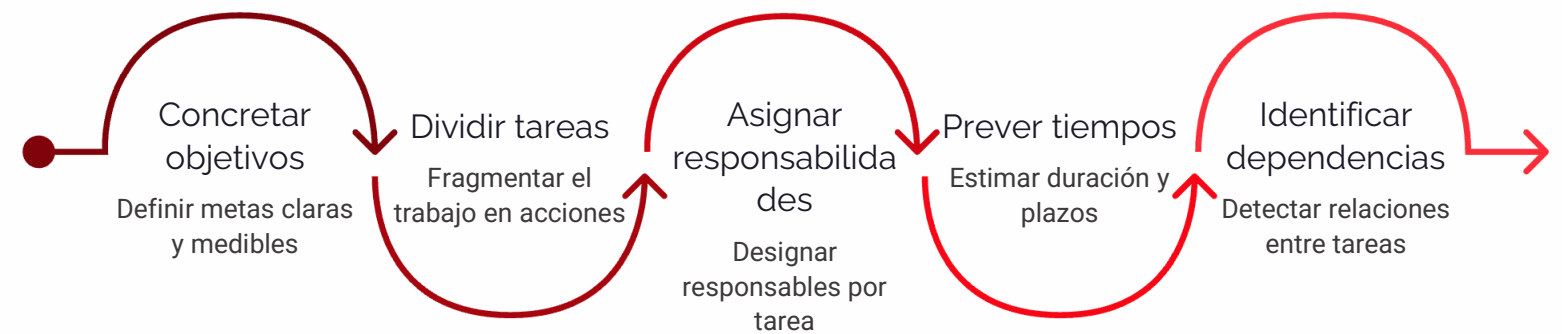 Concretar
objetivos
Definir metas claras
y medibles
Dividir tareas
Fragmentar el
trabajo en acciones
Asignar
responsabilida
des
Designar
responsables por
tarea
Prever tiempos
Estimar duración y
plazos
Identificar
dependencias
Detectar relaciones
entre tareas